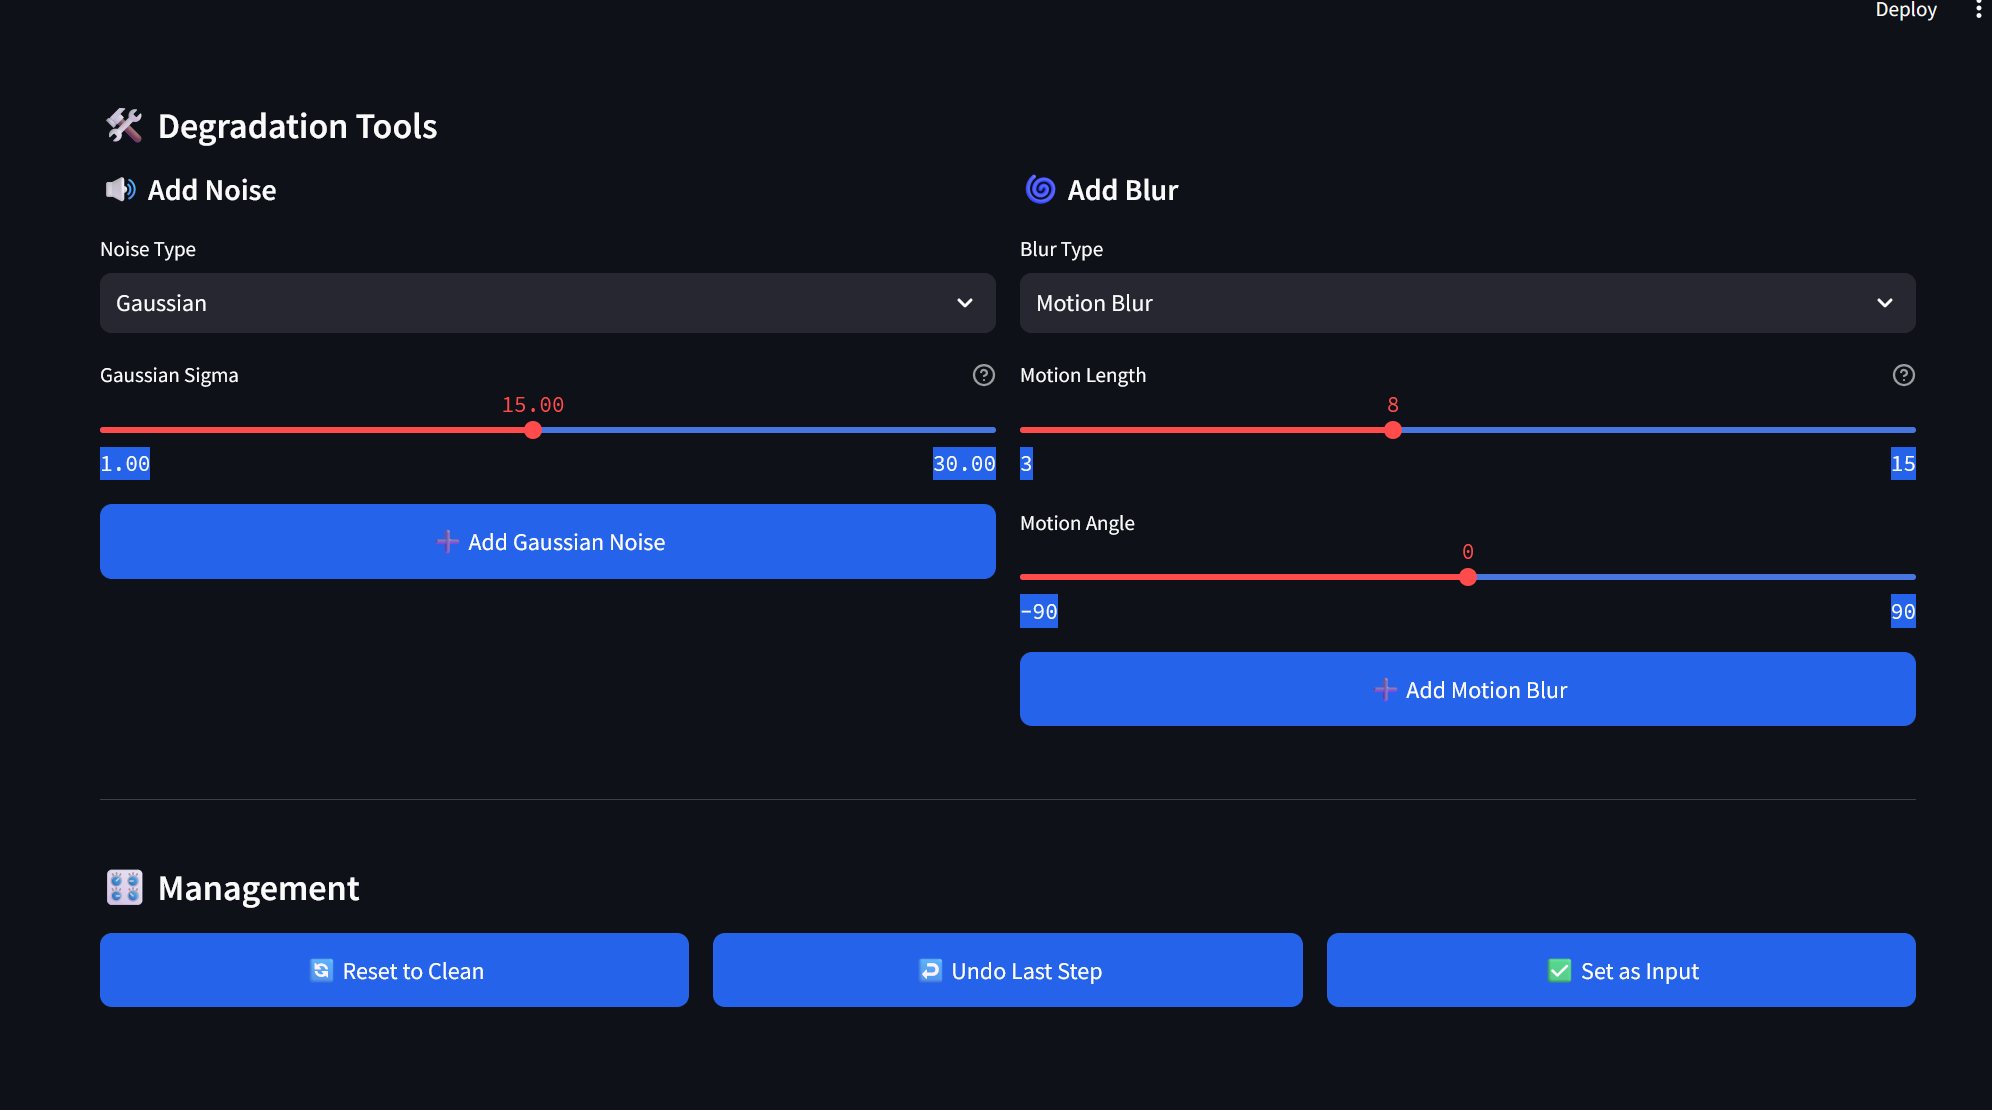 Deploy
Degradation Tools
Add Noise
Noise Type
Gaussian
Gaussian Sigma
15.00
1.00 30.00
Add Gaussian Noise
Add Blur
Blur Type
Motion Blur
Motion Length
8
3 15
Motion Angle
0
-90 90
Add Motion Blur
Management
Reset to Clean
Undo Last Step
Set as Input